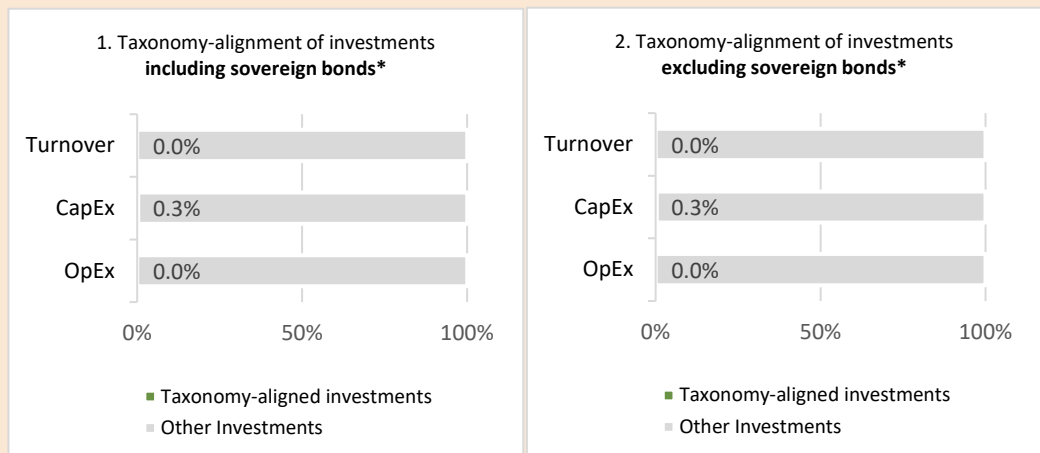 1. Taxonomy-alignment of investments
including sovereign bonds*
Turnover
0.0%
CapEx
0.3%
OpEx
0.0%
0%
50%
100%
Taxonomy-aligned investments
Other Investments
2. Taxonomy-alignment of investments
excluding sovereign bonds*
Turnover
0.0%
CapEx
0.3%
OpEx
0.0%
0%
50%
100%
Taxonomy-aligned investments
Other Investments